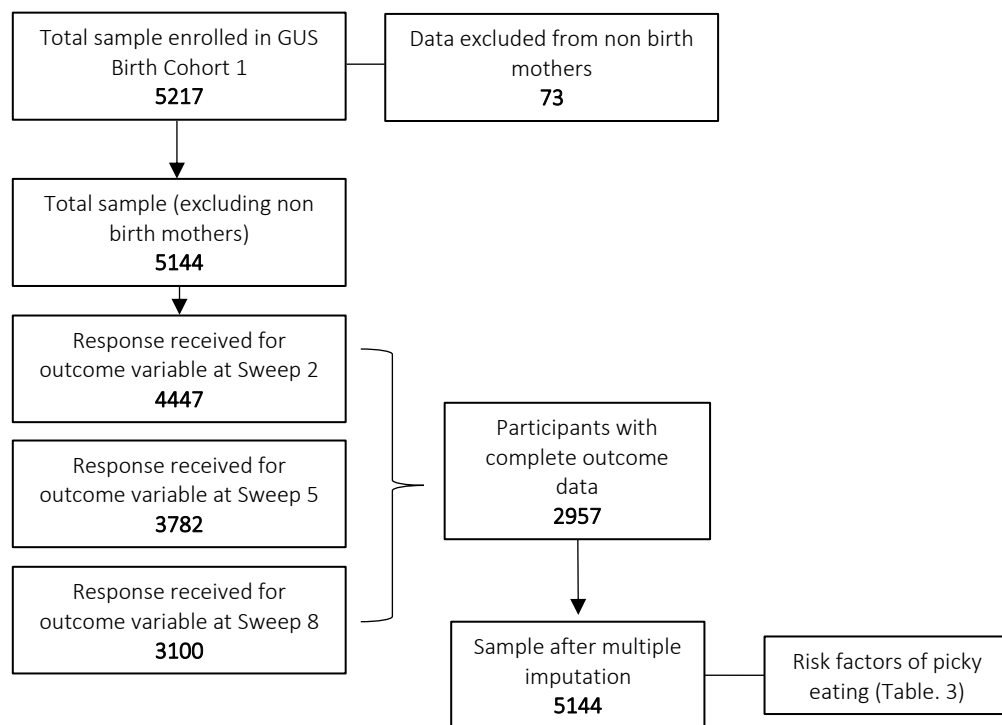 Total sample enrolled in GUS
Birth Cohort 1
5217
Data excluded from non birth
mothers
73
Total sample (excluding non
birth mothers)
5144
Response received for
outcome variable at Sweep 2
4447
Response received for
outcome variable at Sweep 5
3782
Response received for
outcome variable at Sweep 8
3100
Participants with
complete outcome
data
2957
Sample after multiple
imputation
5144
Risk factors of picky
eating (Table. 3)